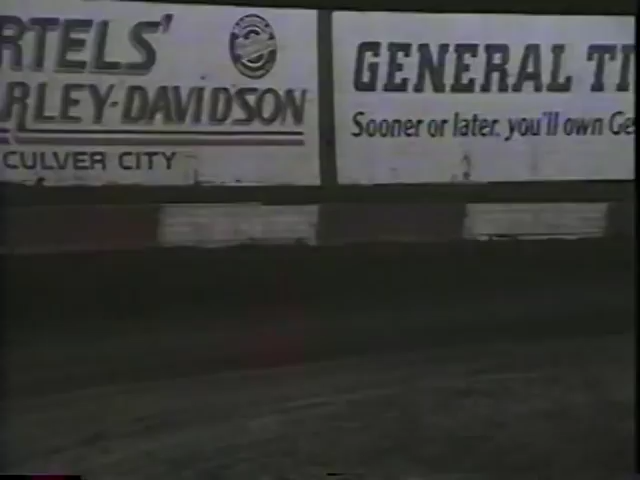 RTELS'
RLEY-DAVIDSON
CULVER CITY
GENERAL TI
Sooner or later, you'll own Ge